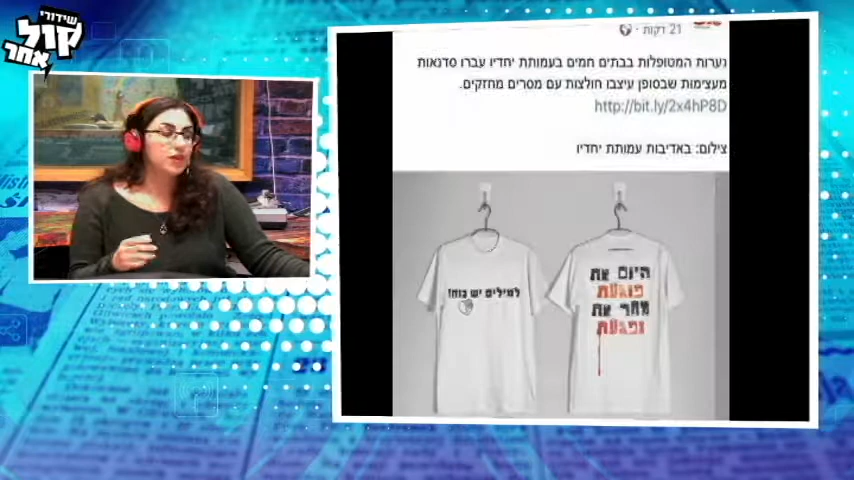 שידורי
קול
אחר
21 דקות
נערות המטופלות בבתים חמים בעמותת יחדיו עברו סדנאות
מעצימות שבסופן עיצבו חולצות עם מסרים מחזקים.
http://bit.ly/2x4hP8D
צילום: באדיבות עמותת יחדיו
למילים יש כוח!
היום את
פוגעת
מחר את
נפגעת